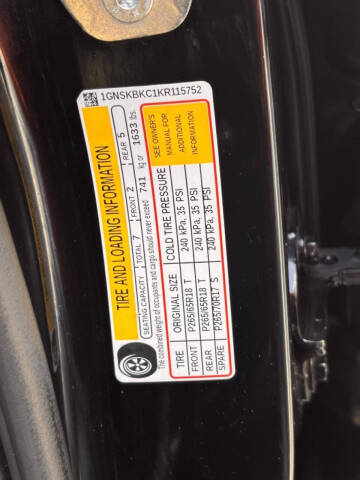 1GNSKBKC1KR115752
TIRE AND LOADING INFORMATION
SEATING CAPACITY TOTAL 7 FRONT 2 REAR 5
The combined weight of occupants and cargo should never exceed 741 kg or 1633 lbs.
TIRE ORIGINAL SIZE COLD TIRE PRESSURE
FRONT P265/65R18 T 240 kPa, 35 PSI
REAR P265/65R18 T 240 kPa, 35 PSI
SPARE P265/70R17 S 240 kPa, 35 PSI
SEE OWNER'S
MANUAL FOR
ADDITIONAL
INFORMATION